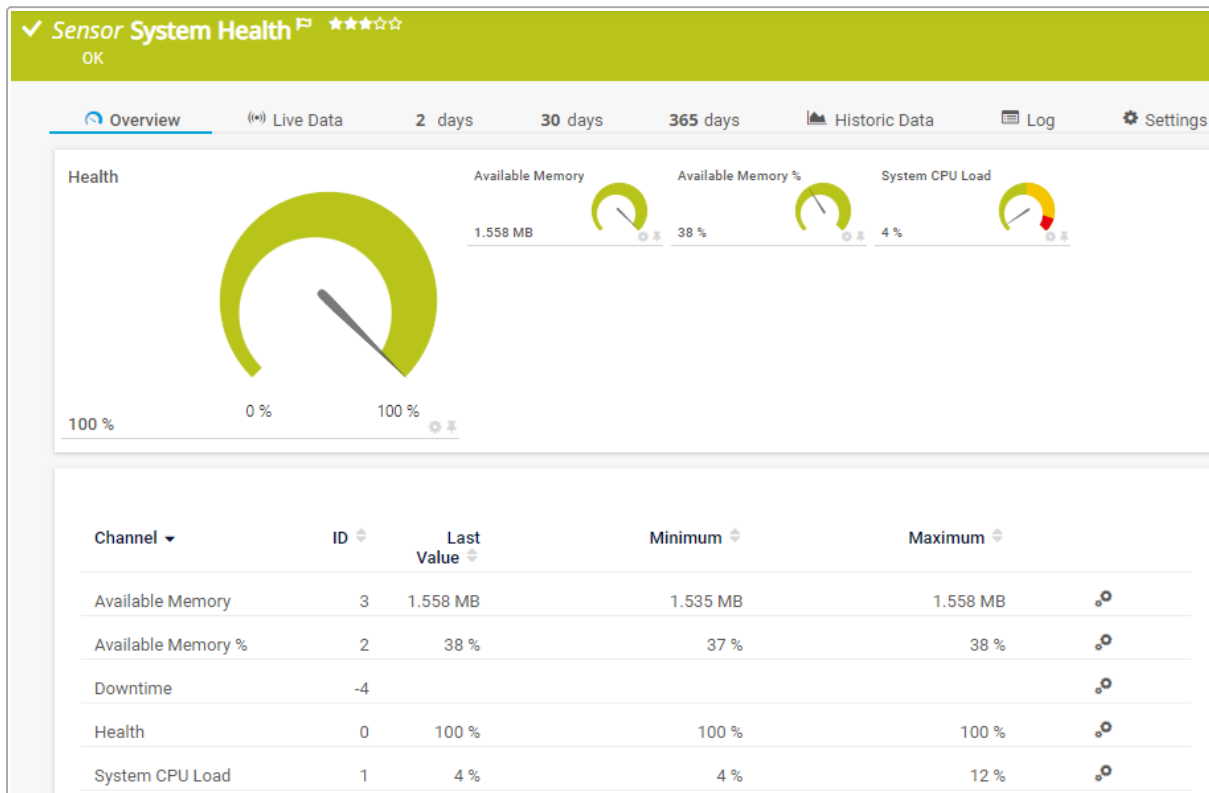 Sensor System Health
OK
Overview Live Data 2 days 30 days 365 days Historic Data Log Settings
Health
Available Memory
Available Memory %
System CPU Load
1.558 MB
38 %
4 %
0 %
100 %
100 %
Channel ID Last Value Minimum Maximum
Available Memory 3 1.558 MB 1.535 MB 1.558 MB
Available Memory % 2 38 % 37 % 38 %
Downtime -4
Health 0 100 % 100 % 100 %
System CPU Load 1 4 % 4 % 12 %